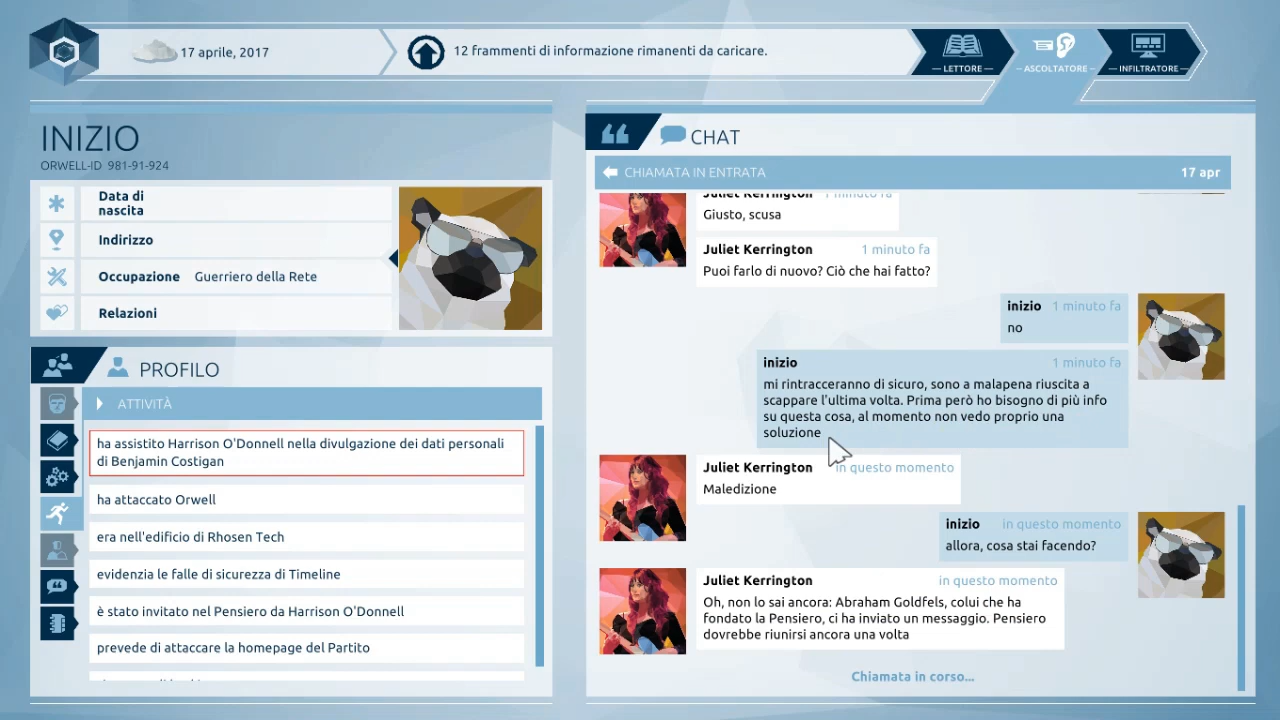 17 aprile, 2017
12 frammenti di informazione rimanenti da caricare.
— LETTORE —
— ASCOLTATORE —
— INFILTRATORE —
INIZIO
ORWELL-ID 981-91-924
Data di
nascita
Indirizzo
Occupazione Guerriero della Rete
Relazioni
PROFILO
ATTIVITÀ
ha assistito Harrison O'Donnell nella divulgazione dei dati personali
di Benjamin Costigan
ha attaccato Orwell
era nell'edificio di Rhosen Tech
evidenzia le falle di sicurezza di Timeline
è stato invitato nel Pensiero da Harrison O'Donnell
prevede di attaccare la homepage del Partito
CHAT
CHIAMATA IN ENTRATA 17 apr
Juliet Kerrington 1 minuto fa
Giusto, scusa
Juliet Kerrington 1 minuto fa
Puoi farlo di nuovo? Ciò che hai fatto?
inizio 1 minuto fa
no
inizio 1 minuto fa
mi rintracceranno di sicuro, sono a malapena riuscita a
scappare l'ultima volta. Prima però ho bisogno di più info
su questa cosa, al momento non vedo proprio una
soluzione
Juliet Kerrington in questo momento
Maledizione
inizio in questo momento
allora, cosa stai facendo?
Juliet Kerrington in questo momento
Oh, non lo sai ancora: Abraham Goldfels, colui che ha
fondato la Pensiero, ci ha inviato un messaggio. Pensiero
dovrebbe riunirsi ancora una volta
Chiamata in corso...